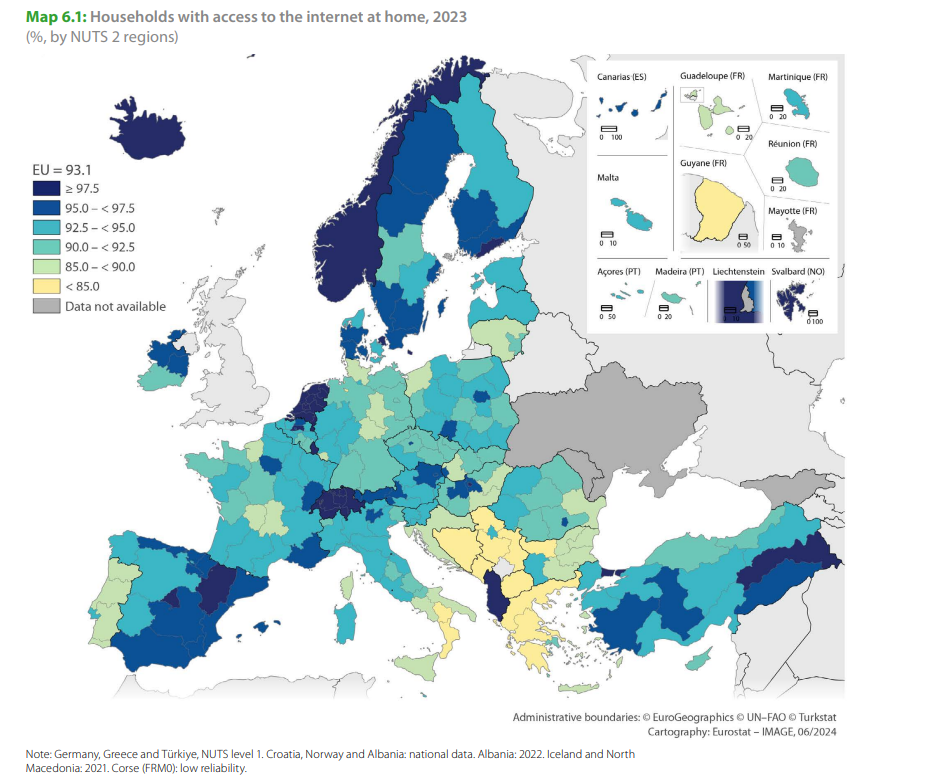 Map 6.1: Households with access to the internet at home, 2023
(%, by NUTS 2 regions)
EU = 93.1
≥ 97.5
95.0 – < 97.5
92.5 – < 95.0
90.0 – < 92.5
85.0 – < 90.0
< 85.0
Data not available
Canarias (ES)
0 100
Guadeloupe (FR)
0 20
Martinique (FR)
0 20
Réunion (FR)
0 20
Malta
0 10
Guyane (FR)
0 50
Mayotte (FR)
0 10
Açores (PT)
0 50
Madeira (PT)
0 20
Liechtenstein
0 10
Svalbard (NO)
0 100
Administrative boundaries: © EuroGeographics © UN–FAO © Turkstat
Cartography: Eurostat – IMAGE, 06/2024
Note: Germany, Greece and Türkiye, NUTS level 1. Croatia, Norway and Albania: national data. Albania: 2022. Iceland and North
Macedonia: 2021. Corse (FRM0): low reliability.